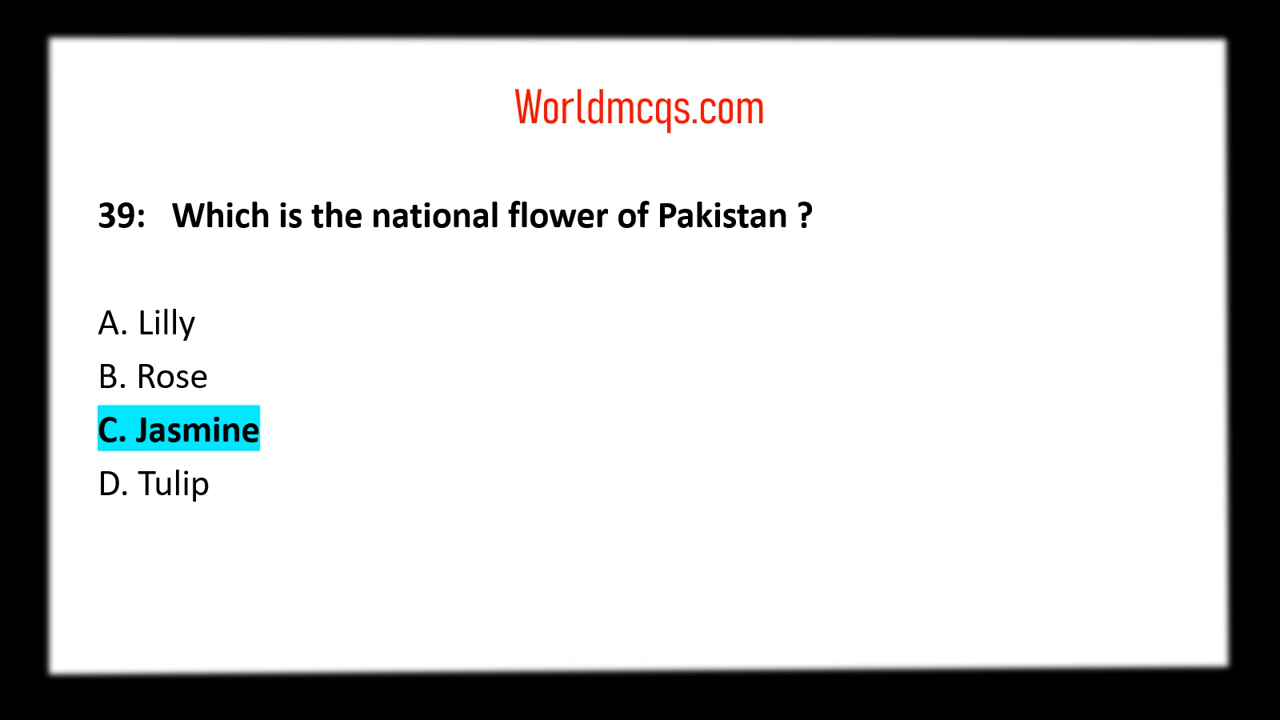 Worldmcqs.com
39: Which is the national flower of Pakistan ?
A. Lilly
B. Rose
C. Jasmine
D. Tulip